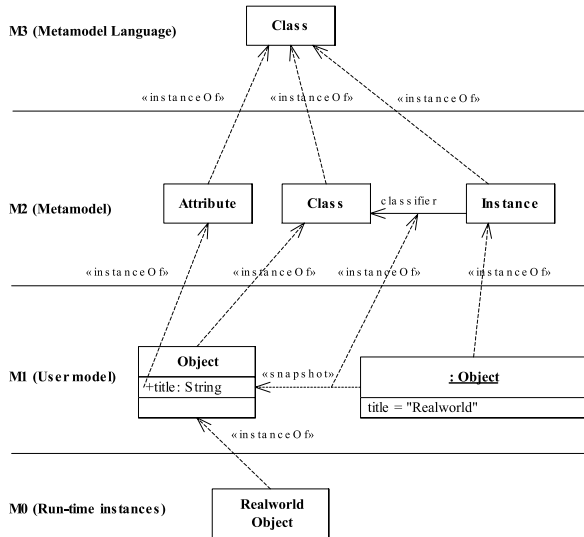 M3 (Metamodel Language)
Class
«instanceOf»
«instanceOf»
«instanceOf»
M2 (Metamodel)
Attribute
Class
classifier
Instance
«instanceOf»
«instanceOf»
«instanceOf»
«instanceOf»
M1 (User model)
Object
+title: String
«snapshot»
: Object
title = "Realworld"
«instanceOf»
M0 (Run-time instances)
Realworld
Object